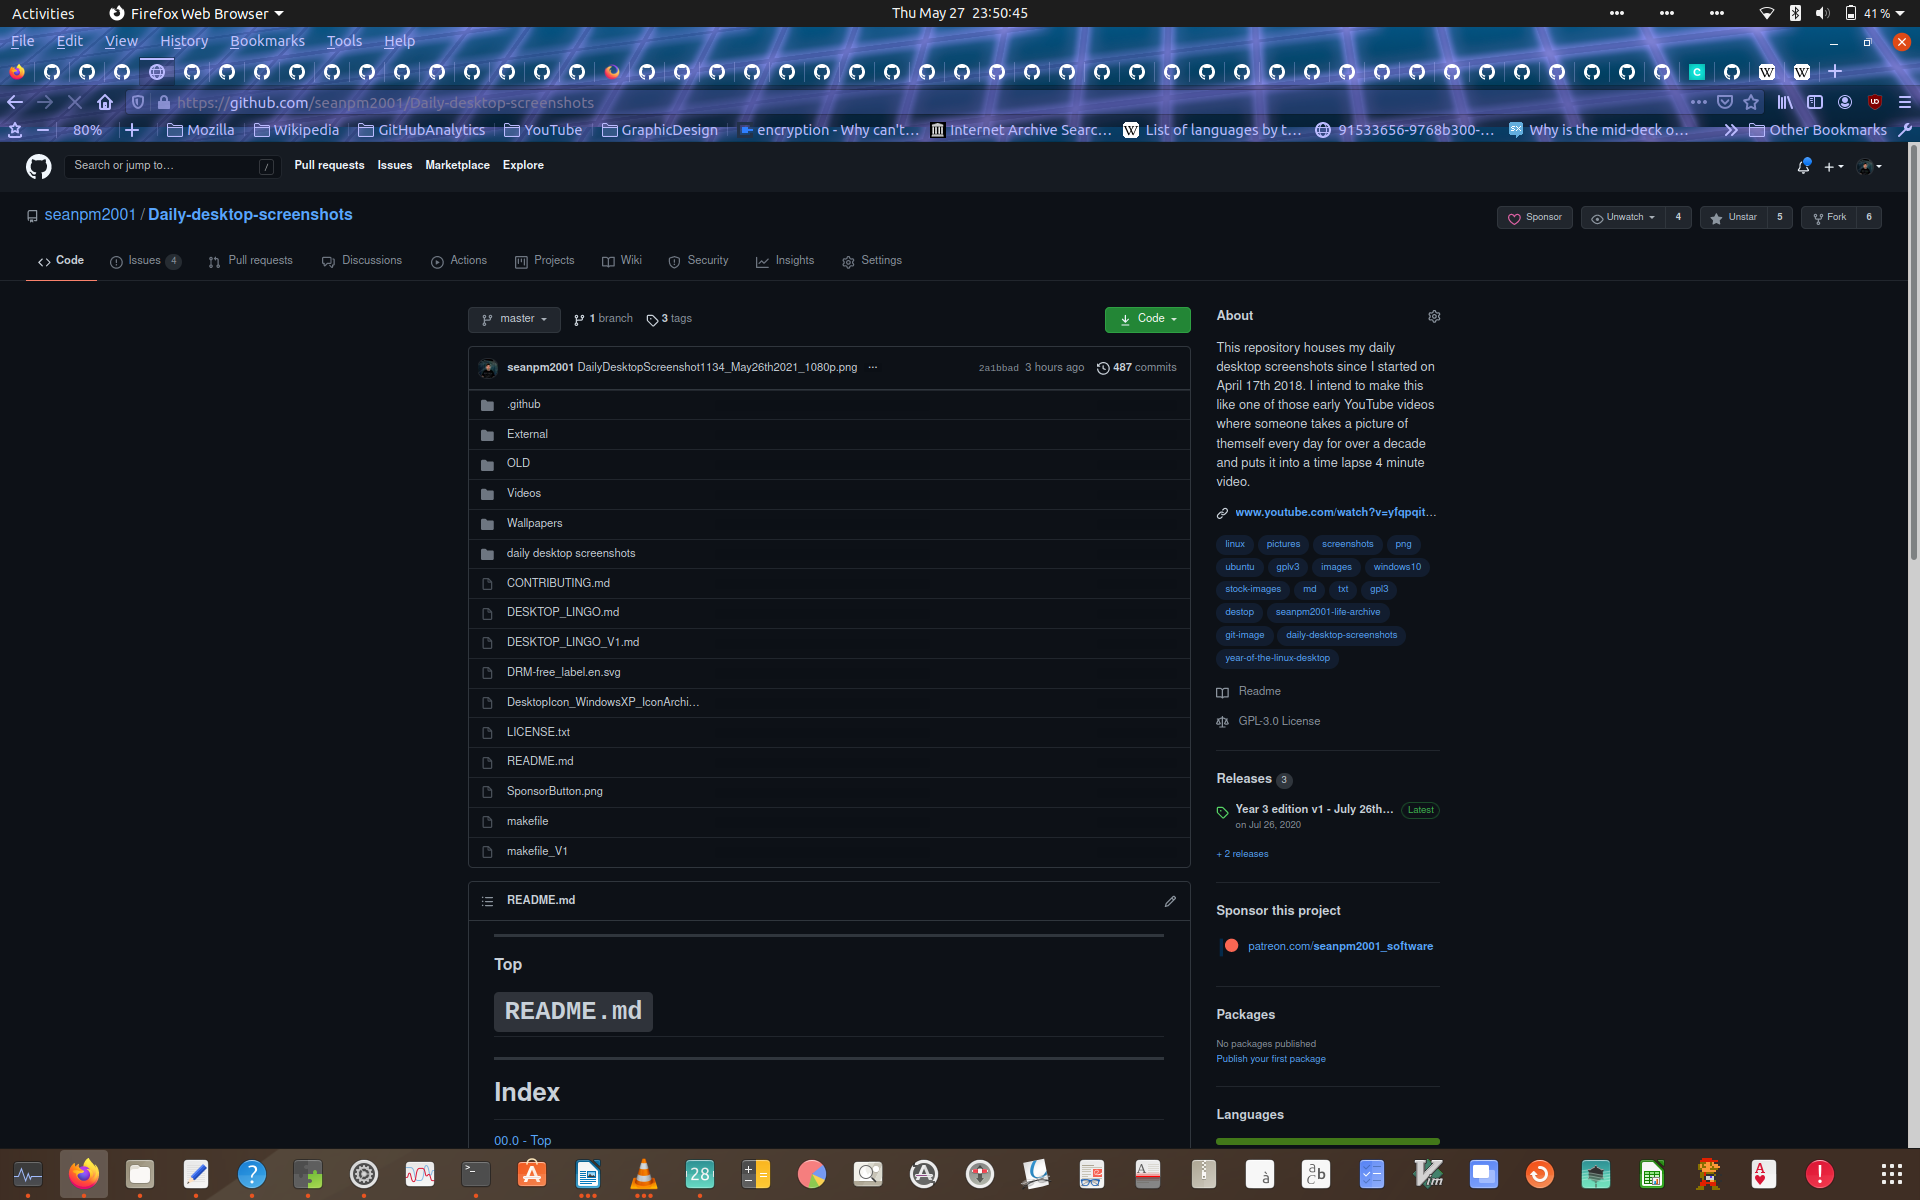 Activities
Firefox Web Browser
Thu May 27 23:50:45
41 %
File Edit View History Bookmarks Tools Help
https://github.com/seanpm2001/Daily-desktop-screenshots
80%
Mozilla
Wikipedia
GitHubAnalytics
YouTube
GraphicDesign
encryption - Why can't…
Internet Archive Searc…
List of languages by t…
91533656-9768b300-…
Why is the mid-deck o…
Other Bookmarks
Search or jump to…
/
Pull requests
Issues
Marketplace
Explore
seanpm2001 / Daily-desktop-screenshots
Sponsor
Unwatch 4
Unstar 5
Fork 6
Code
Issues 4
Pull requests
Discussions
Actions
Projects
Wiki
Security
Insights
Settings
master
1 branch
3 tags
Code
seanpm2001 DailyDesktopScreenshot1134_May26th2021_1080p.png ...
2a1bbad 3 hours ago
487 commits
.github
External
OLD
Videos
Wallpapers
daily desktop screenshots
CONTRIBUTING.md
DESKTOP_LINGO.md
DESKTOP_LINGO_V1.md
DRM-free_label.en.svg
DesktopIcon_WindowsXP_IconArchi…
LICENSE.txt
README.md
SponsorButton.png
makefile
makefile_V1
README.md
Top
README.md
Index
00.0 - Top
About
This repository houses my daily
desktop screenshots since I started on
April 17th 2018. I intend to make this
like one of those early YouTube videos
where someone takes a picture of
themself every day for over a decade
and puts it into a time lapse 4 minute
video.
www.youtube.com/watch?v=yfqpqit…
linux pictures screenshots png
ubuntu gplv3 images windows10
stock-images md txt gpl3
destop seanpm2001-life-archive
git-image daily-desktop-screenshots
year-of-the-linux-desktop
Readme
GPL-3.0 License
Releases 3
Year 3 edition v1 - July 26th… Latest
on Jul 26, 2020
+ 2 releases
Sponsor this project
patreon.com/seanpm2001_software
Packages
No packages published
Publish your first package
Languages
28